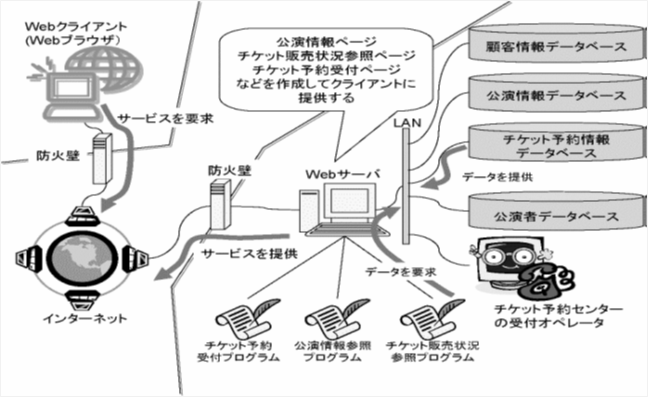 Webクライアント
(Webブラウザ)
サービスを要求
防火壁
インターネット
公演情報ページ
チケット販売状況参照ページ
チケット予約受付ページ
などを作成してクライアントに
提供する
LAN
防火壁
Webサーバ
サービスを提供
データを提供
データを要求
顧客情報データベース
公演情報データベース
チケット予約情報
データベース
公演者データベース
チケット予約センター
の受付オペレータ
チケット予約
受付プログラム
公演情報参照
プログラム
チケット販売状況
参照プログラム